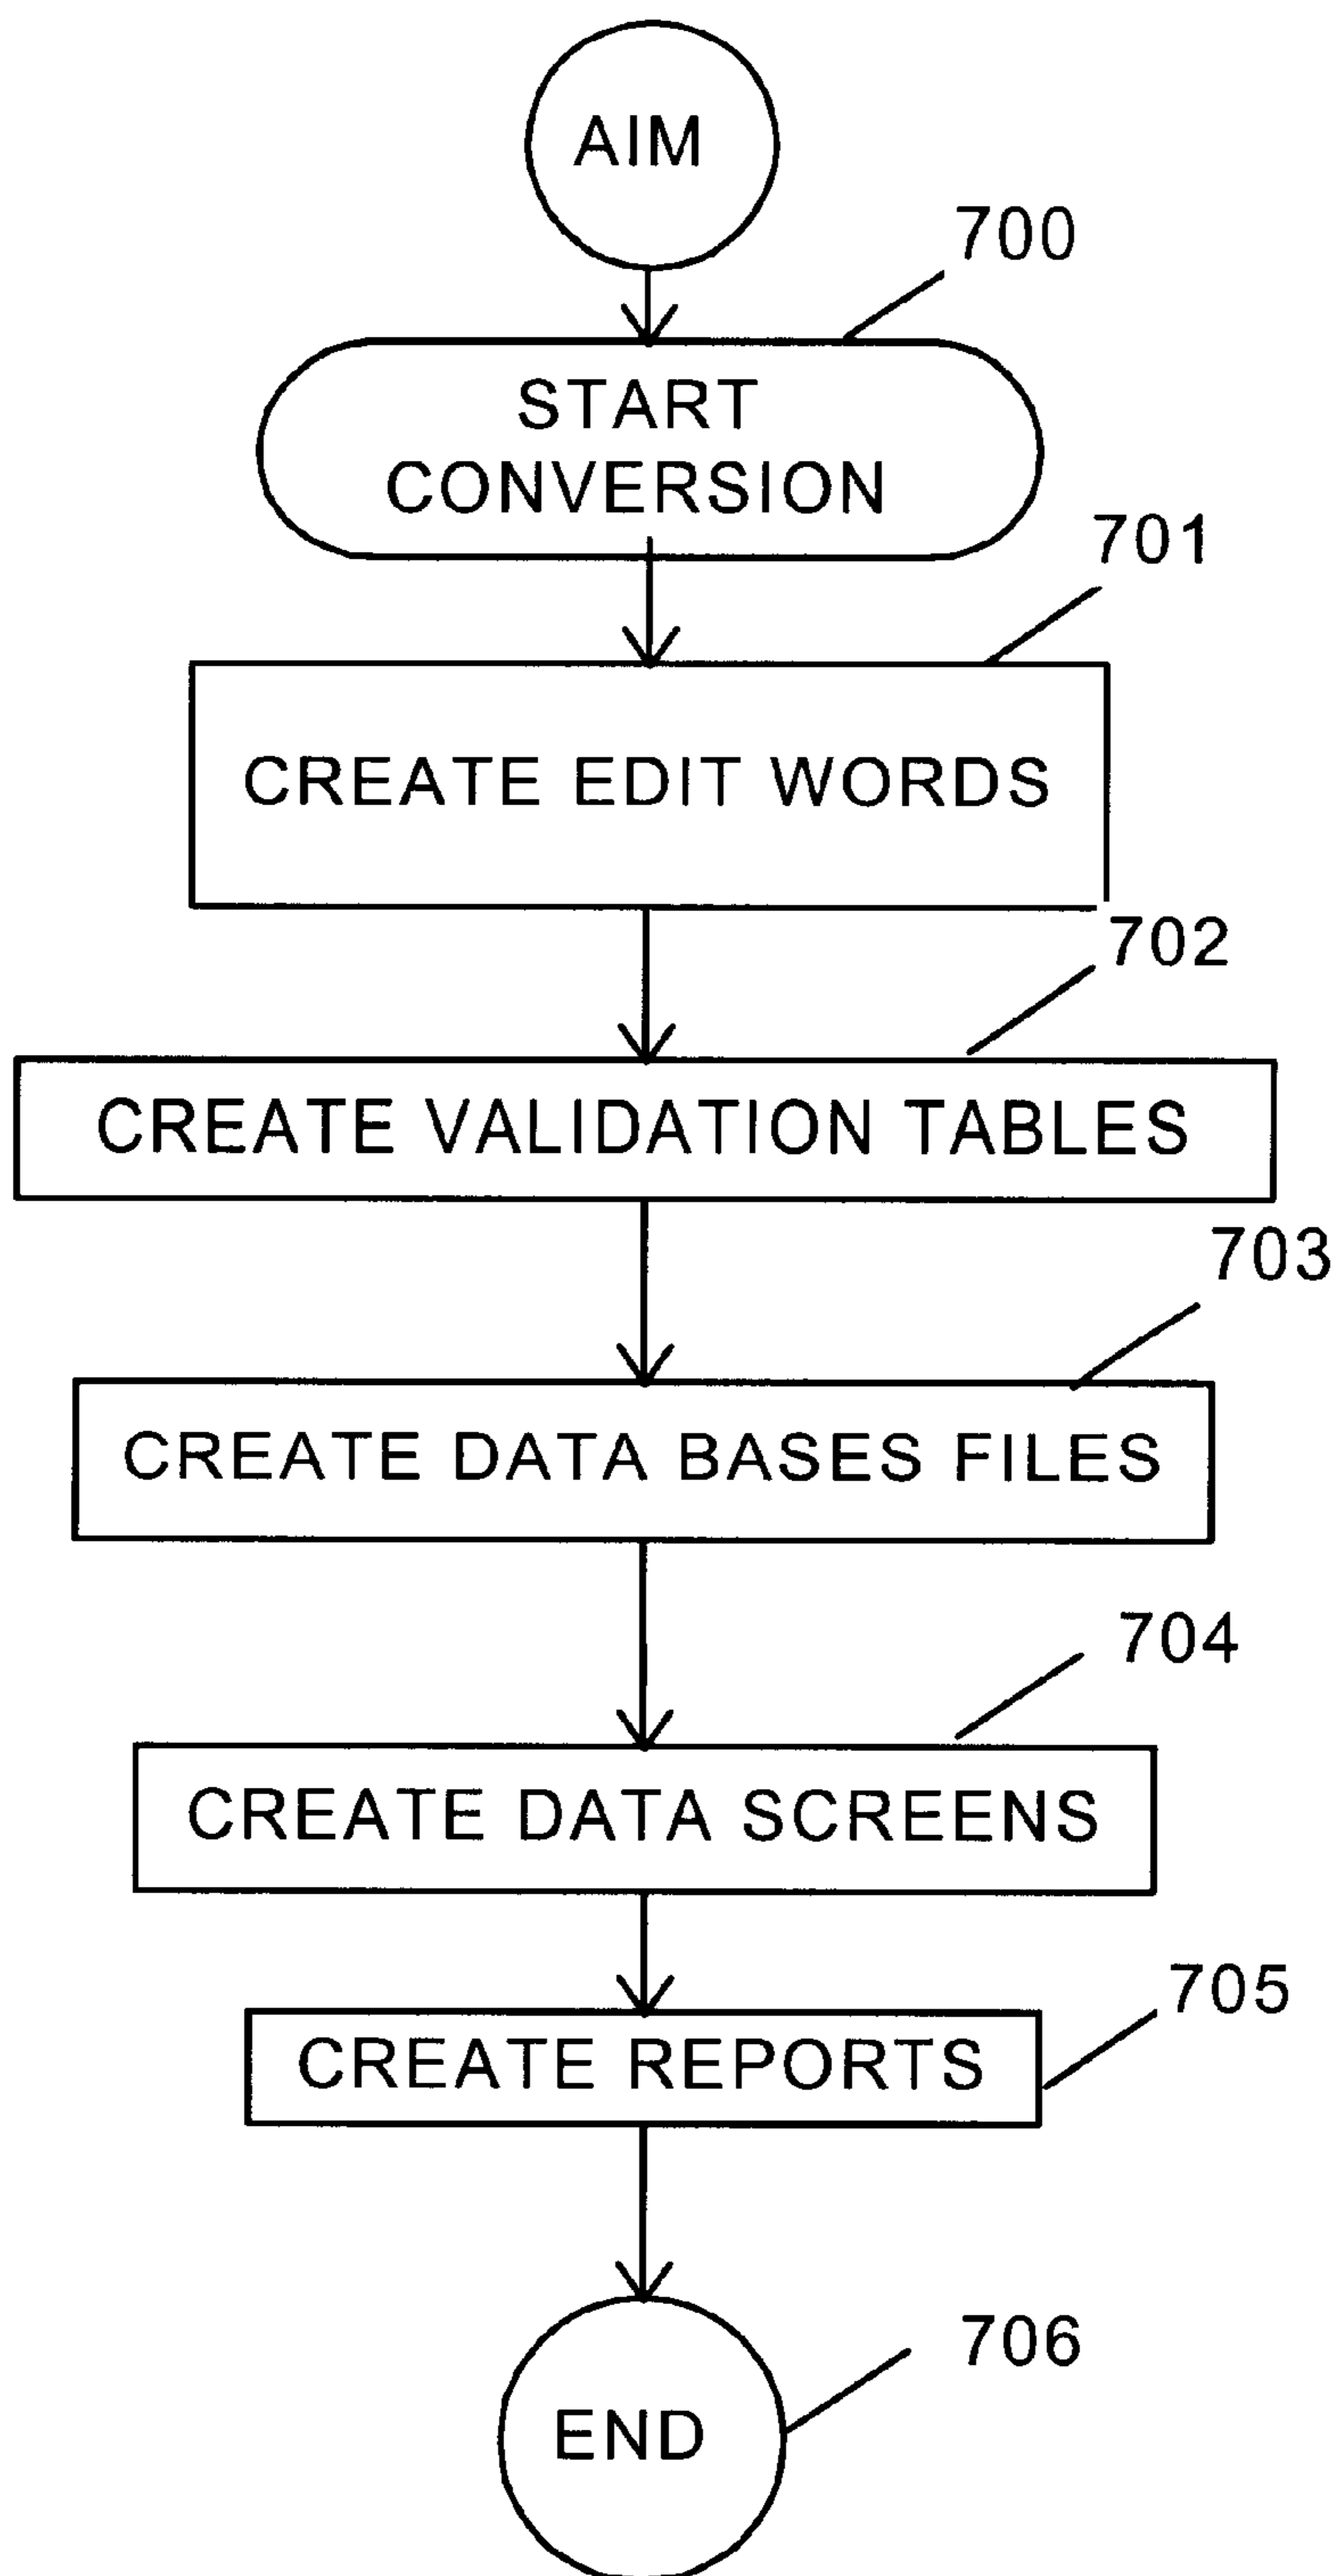 AIM
700
START
CONVERSION
701
CREATE EDIT WORDS
702
CREATE VALIDATION TABLES
703
CREATE DATA BASES FILES
704
CREATE DATA SCREENS
705
CREATE REPORTS
706
END